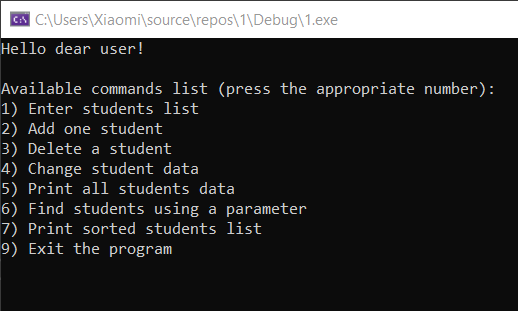 C:\Users\Xiaomi\source\repos\1\Debug\1.exe
Hello dear user!
Available commands list (press the appropriate number):
1) Enter students list
2) Add one student
3) Delete a student
4) Change student data
5) Print all students data
6) Find students using a parameter
7) Print sorted students list
9) Exit the program